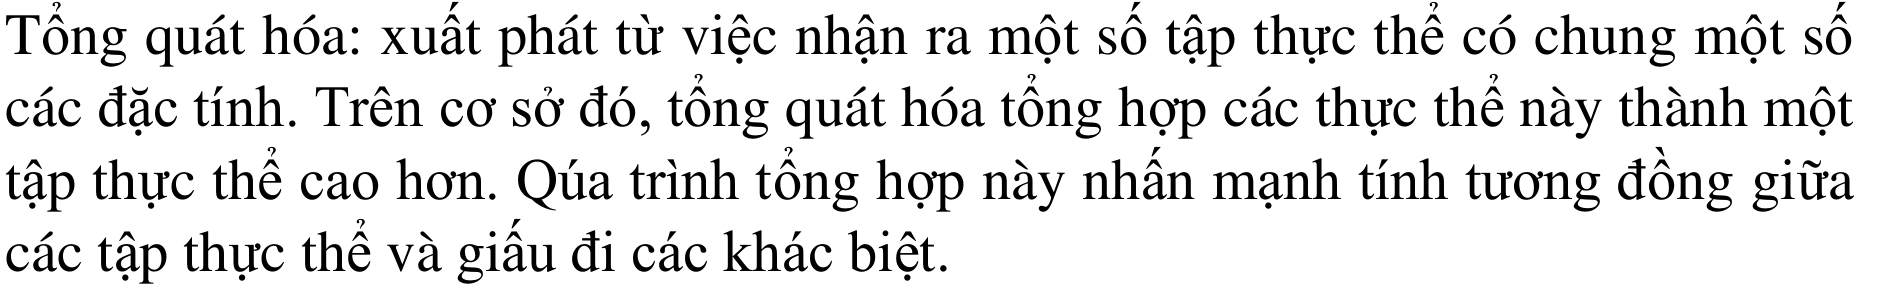 Tổng quát hóa: xuất phát từ việc nhận ra một số tập thực thể có chung một số
các đặc tính. Trên cơ sở đó, tổng quát hóa tổng hợp các thực thể này thành một
tập thực thể cao hơn. Qúa trình tổng hợp này nhấn mạnh tính tương đồng giữa
các tập thực thể và giấu đi các khác biệt.